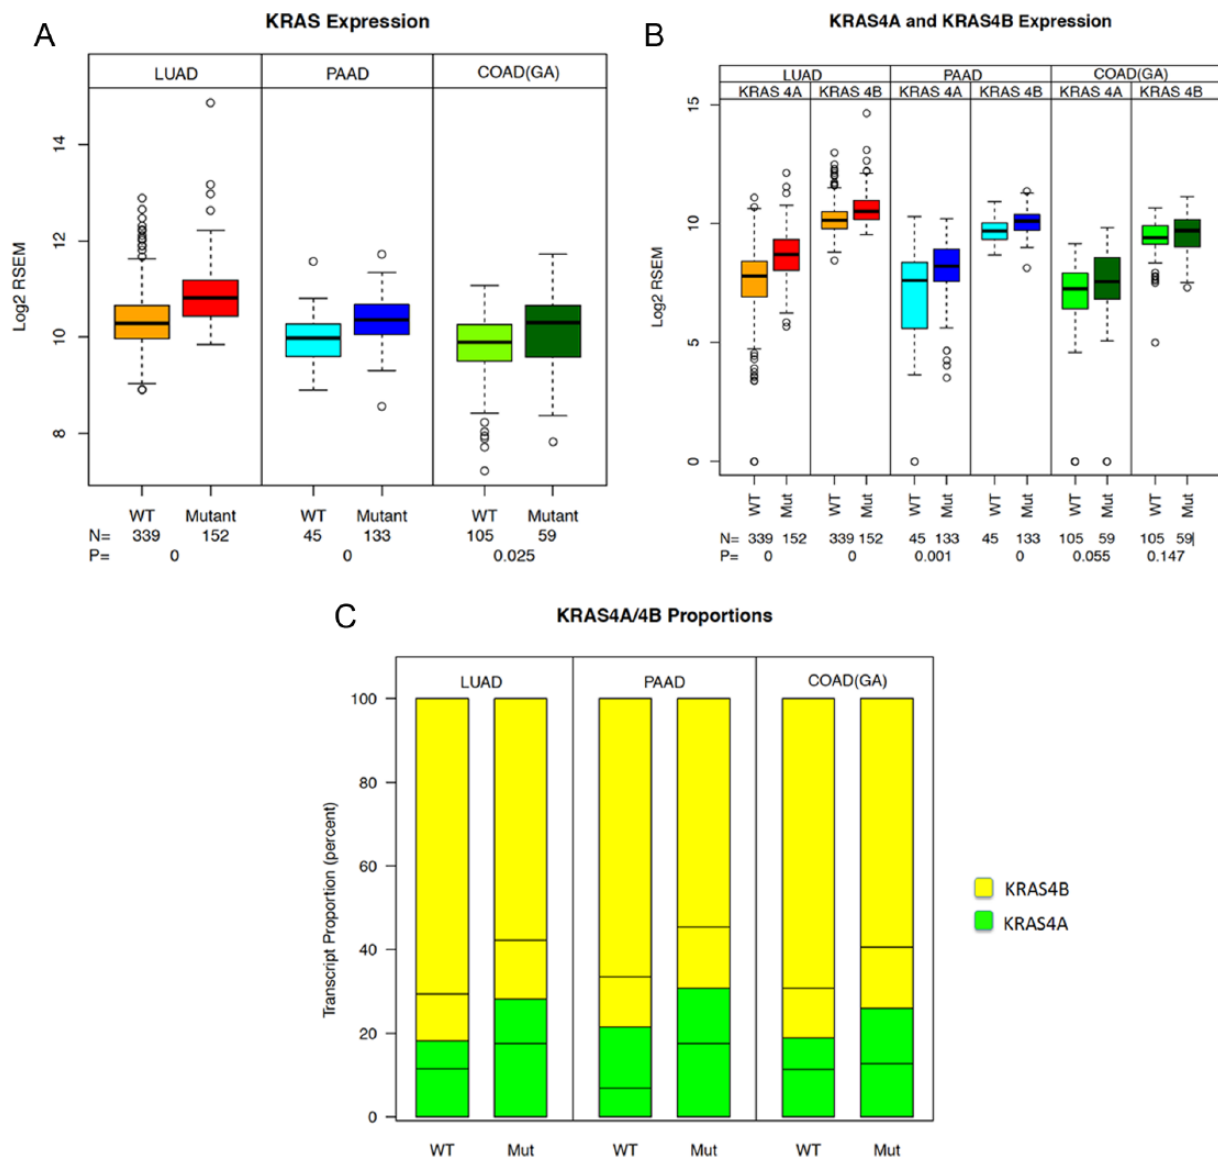 A
KRAS Expression
LUAD PAAD COAD(GA)
Log2 RSEM
14
12
10
8
WT Mutant WT Mutant WT Mutant
N= 339 152 45 133 105 59
P= 0 0 0.025
B
KRAS4A and KRAS4B Expression
LUAD PAAD COAD(GA)
KRAS 4A KRAS 4B KRAS 4A KRAS 4B KRAS 4A KRAS 4B
Log2 RSEM
15
10
5
0
WT Mut WT Mut WT Mut WT Mut WT Mut WT Mut
N= 339 152 339 152 45 133 45 133 105 59 105 59|
P= 0 0 0.001 0 0.055 0.147
C
KRAS4A/4B Proportions
LUAD PAAD COAD(GA)
Transcript Proportion (percent)
100
80
60
40
20
0
WT Mut WT Mut WT Mut
KRAS4B
KRAS4A